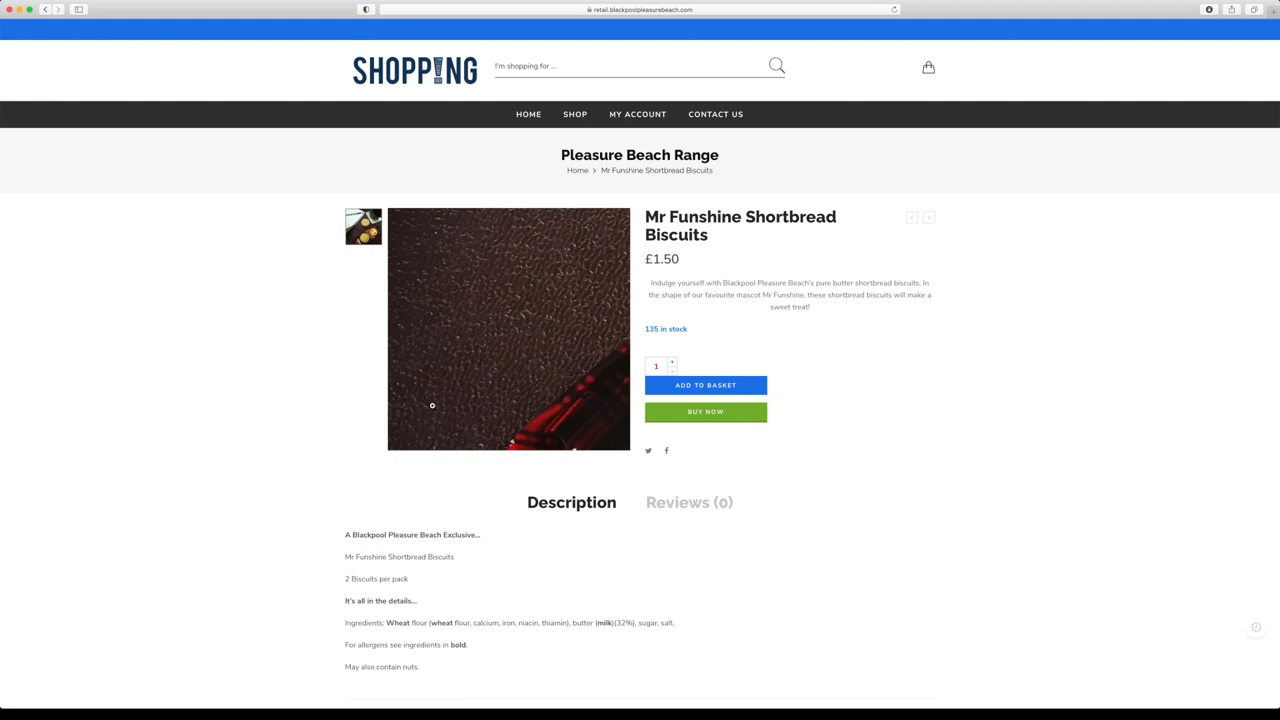 retail.blackpoolpleasurebeach.com
SHOPP!NG
I'm shopping for ...
HOME SHOP MY ACCOUNT CONTACT US
Pleasure Beach Range
Home > Mr Funshine Shortbread Biscuits
Mr Funshine Shortbread
Biscuits
£1.50
Indulge yourself with Blackpool Pleasure Beach's pure butter shortbread biscuits. In
the shape of our favourite mascot Mr Funshine, these shortbread biscuits will make a
sweet treat!
135 in stock
1 + -
ADD TO BASKET
BUY NOW
Description Reviews (0)
A Blackpool Pleasure Beach Exclusive...
Mr Funshine Shortbread Biscuits
2 Biscuits per pack
It's all in the details...
Ingredients: Wheat flour (wheat flour, calcium, iron, niacin, thiamin), butter (milk)(32%), sugar, salt.
For allergens see ingredients in bold.
May also contain nuts.